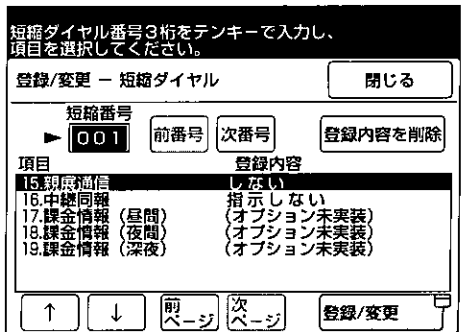 短縮ダイヤル番号3桁をテンキーで入力し、
項目を選択してください。
登録/変更 － 短縮ダイヤル
閉じる
短縮番号
►
001
前番号
次番号
登録内容を削除
項目 登録内容
15.親展通信 しない
16.中継同報 指示しない
17.課金情報（昼間） (オプション未実装)
18.課金情報（夜間） (オプション未実装)
19.課金情報（深夜） (オプション未実装)
↑
↓
前
ページ
次
ページ
登録/変更